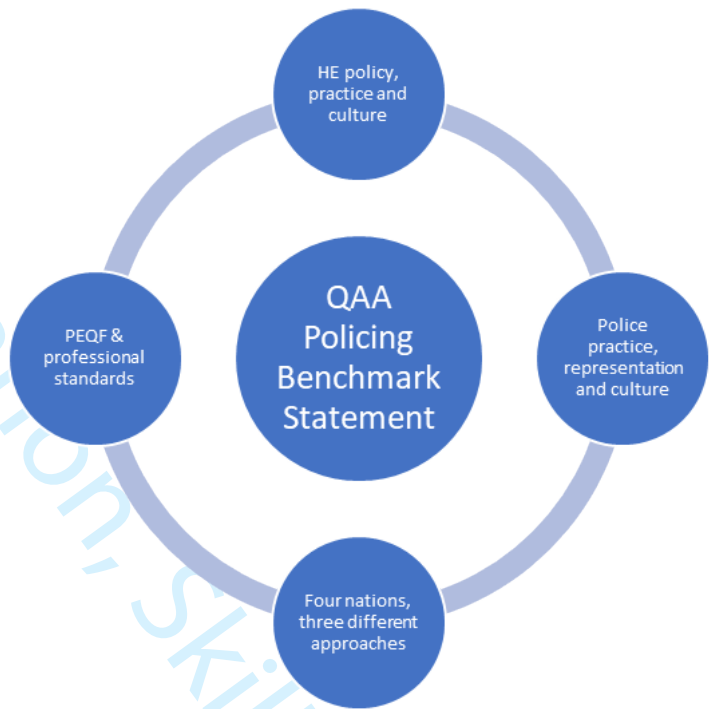 HE policy,
practice and
culture
QAA
Policing
Benchmark
Statement
PEQF &
professional
standards
Police
practice,
representation
and culture
Four nations,
three different
approaches